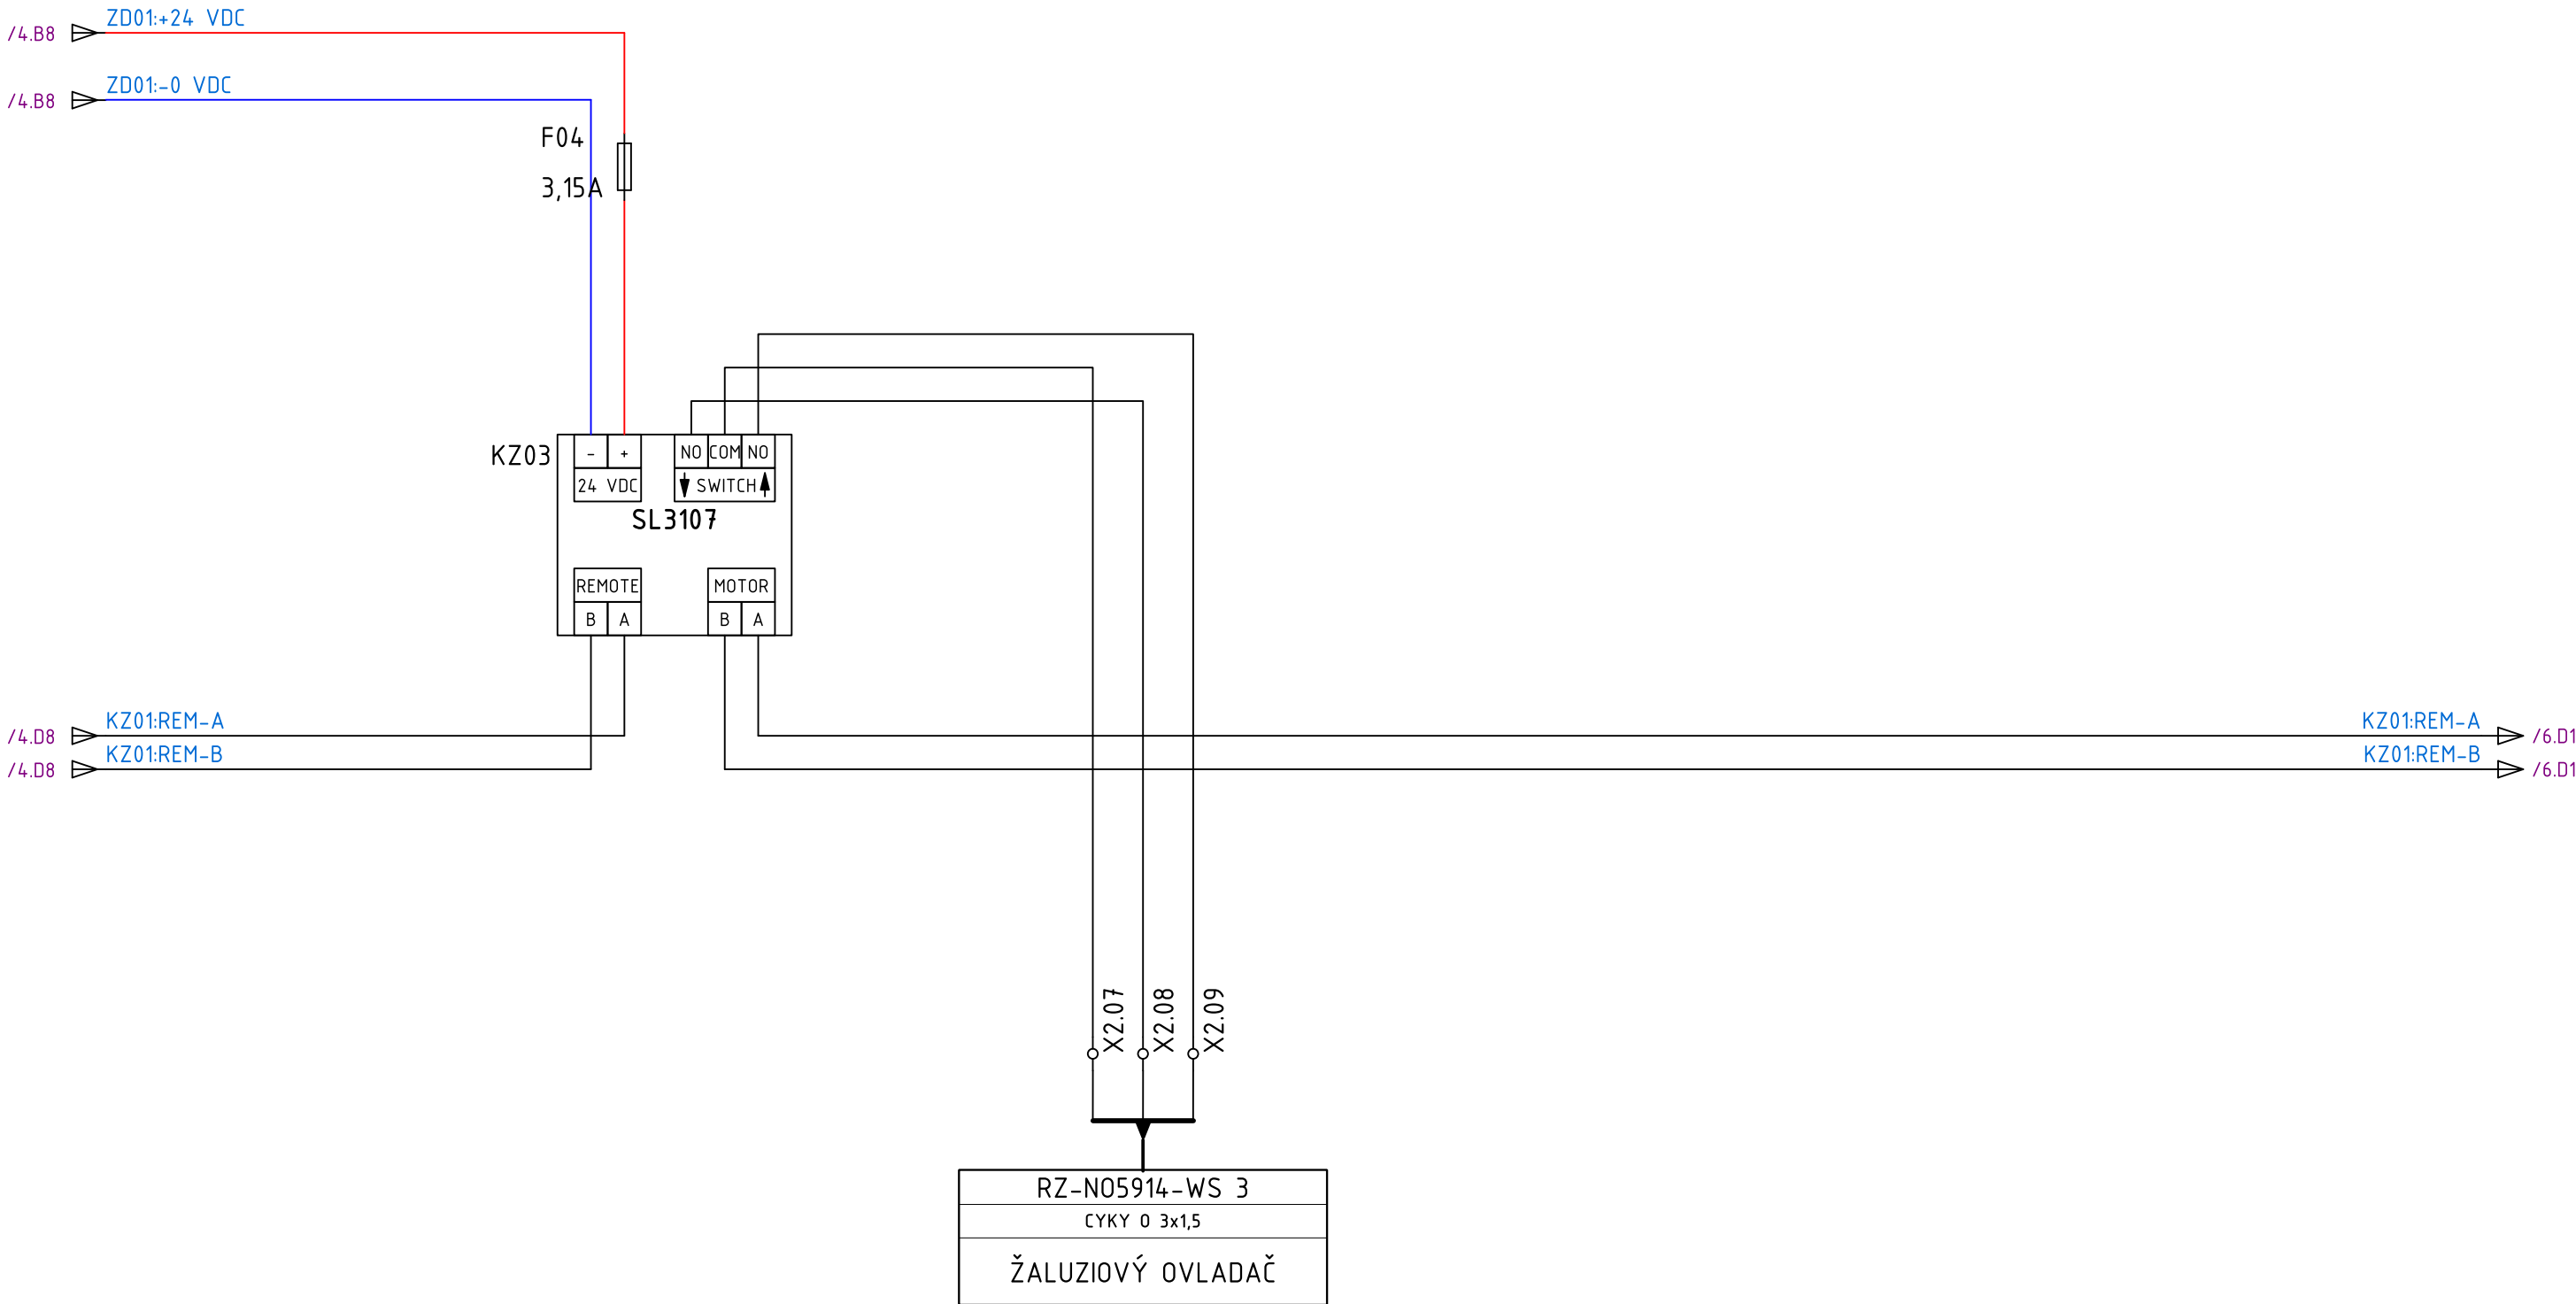 ZD01:+24 VDC
/4.B8
ZD01:-0 VDC
/4.B8
F04
3,15A
KZ03
- + NO COM NO
24 VDC SWITCH
SL3107
REMOTE MOTOR
B A B A
KZ01:REM-A KZ01:REM-A
/4.D8 /6.D1
KZ01:REM-B KZ01:REM-B
/4.D8 /6.D1
X2.07 X2.08 X2.09
RZ-N05914-WS 3
CYKY O 3x1,5
ŽALUZIOVÝ OVLADAČ